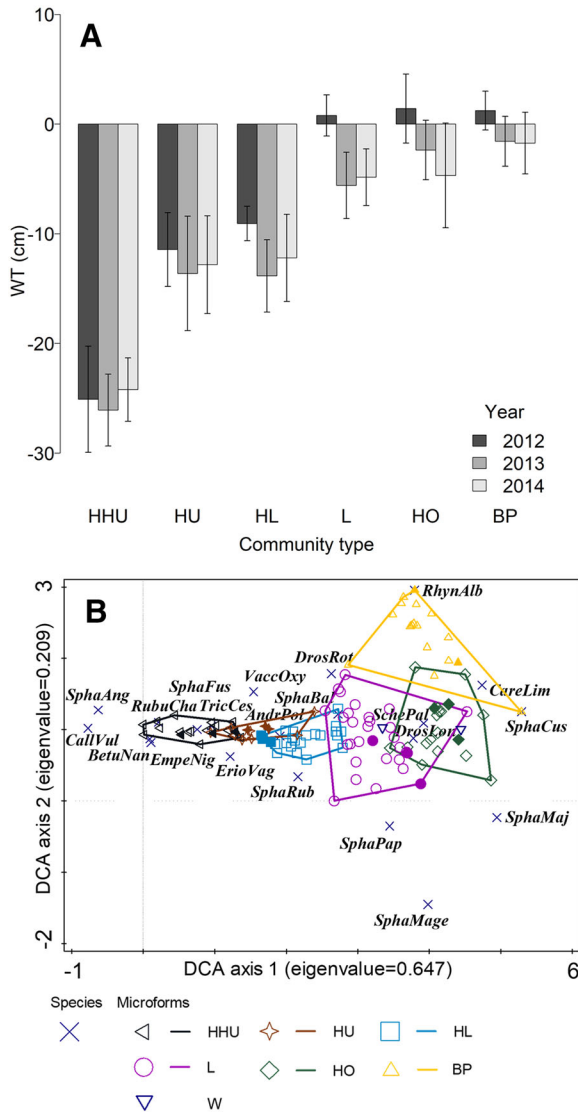 A
10
0
-10
-20
-30
WT (cm)
Year
2012
2013
2014
HHU HU HL L HO BP
Community type
B
3
-2
-1
6
DCA axis 2 (eigenvalue=0.209)
DCA axis 1 (eigenvalue=0.647)
RhynAlb
DrosRot
CareLim
VaccOxy
SphaFus
SphaBal
SphaAng
RubuCha TricCes
SphaCus
AndrPol
SchePal
CallVul
DrosLon
BetuNan
EmpeNig
ErioVag
SphaRub
SphaMaj
SphaPap
SphaMage
Species Microforms
HHU HU HL
L HO BP
W